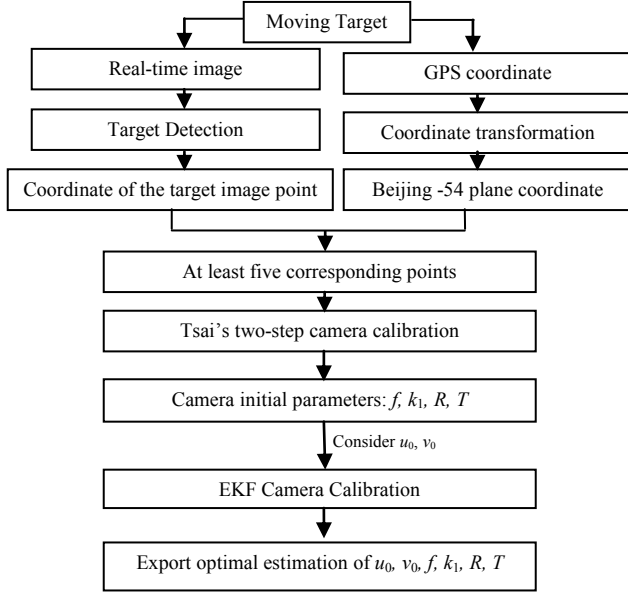 Moving Target
Real-time image
GPS coordinate
Target Detection
Coordinate transformation
Coordinate of the target image point
Beijing -54 plane coordinate
At least five corresponding points
Tsai's two-step camera calibration
Camera initial parameters: f, k₁, R, T
Consider u₀, v₀
EKF Camera Calibration
Export optimal estimation of u₀, v₀, f, k₁, R, T